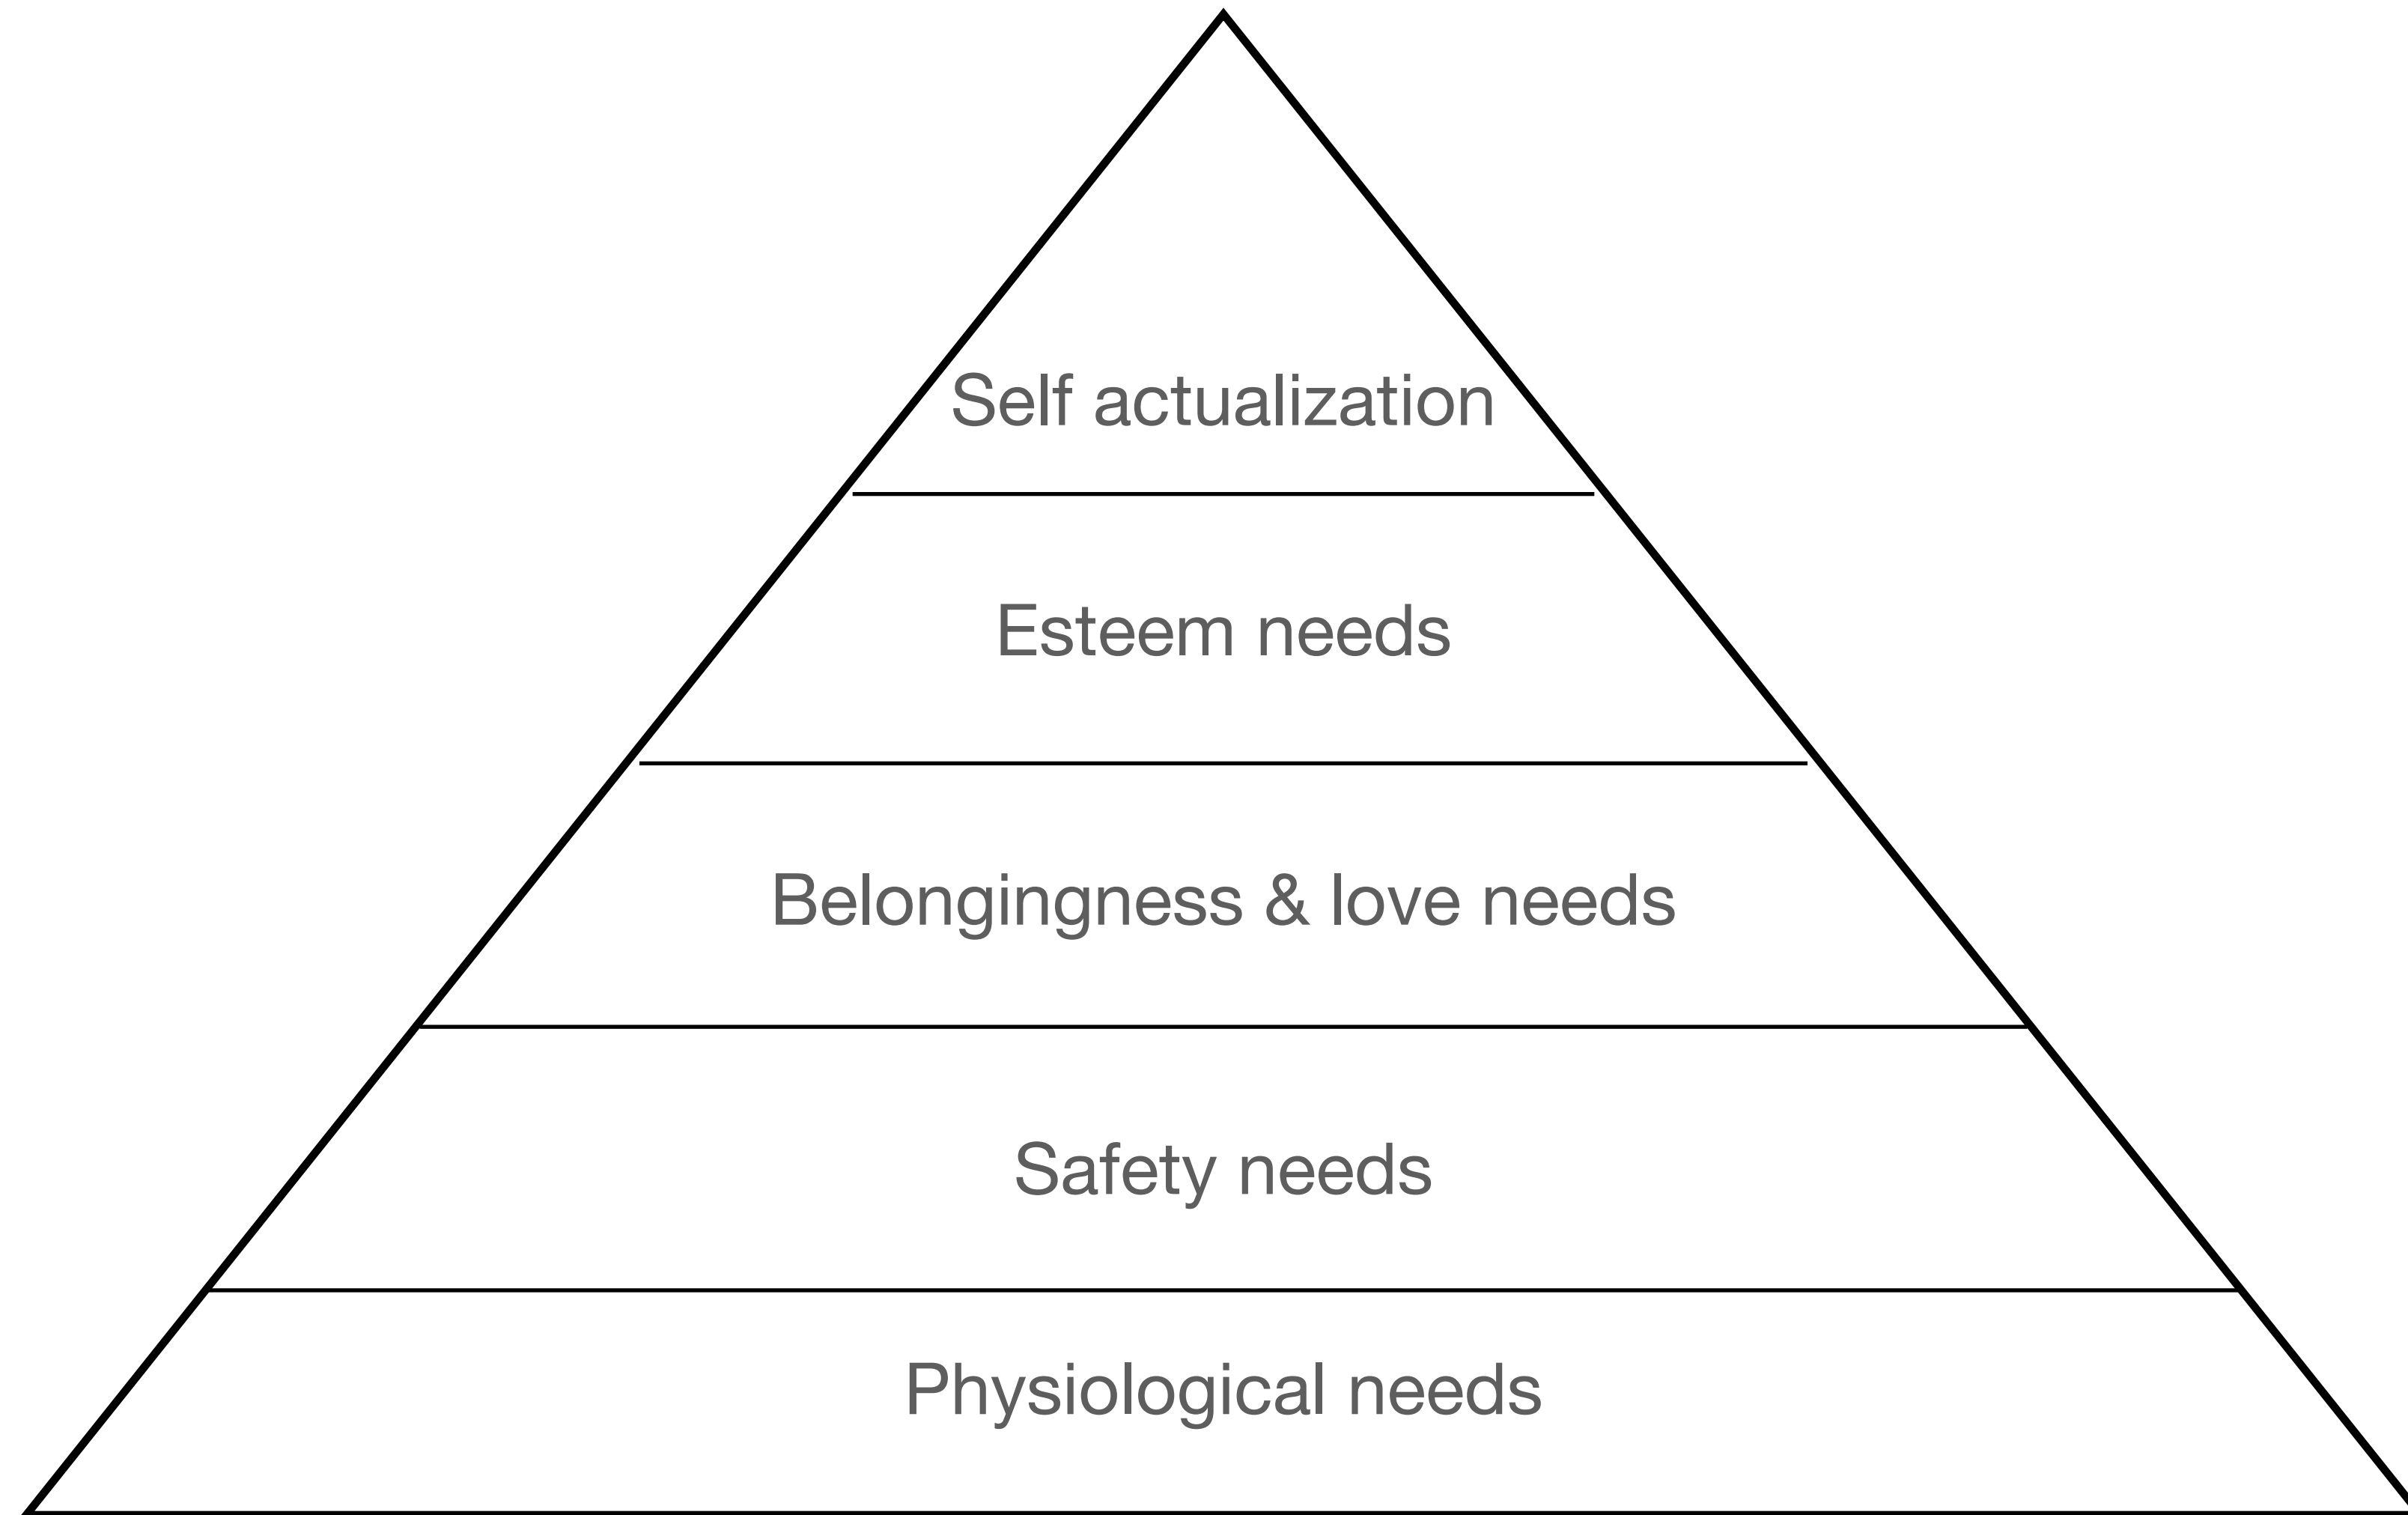 Self actualization
Esteem needs
Belongingness & love needs
Safety needs
Physiological needs